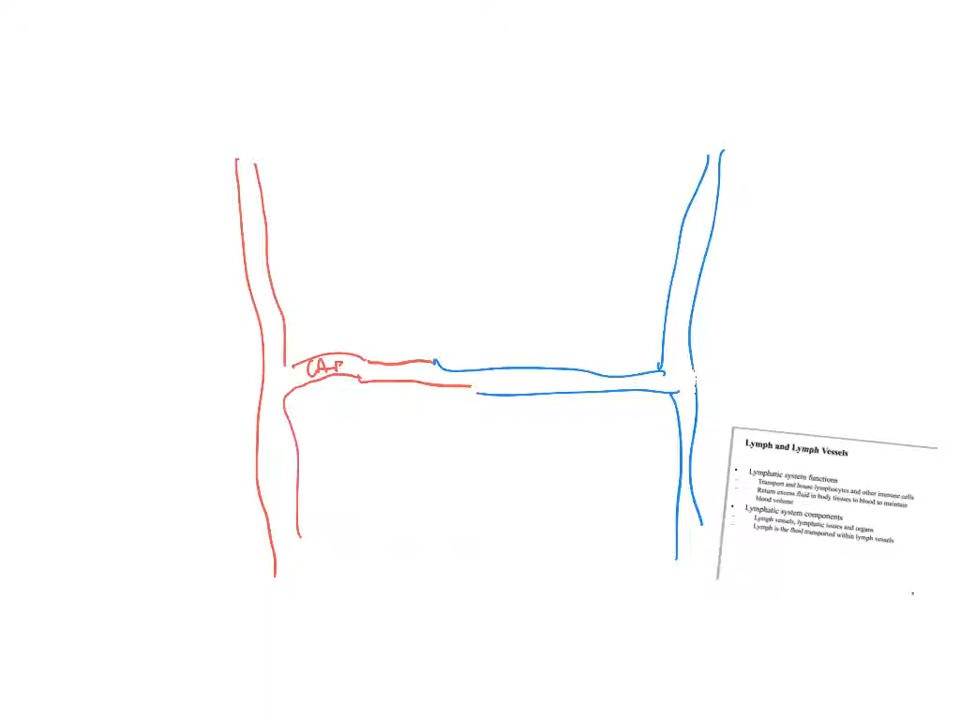 CAP
Lymph and Lymph Vessels
• Lymphatic system functions
– Transport and house lymphocytes and other immune cells
– Return excess fluid in body tissues to blood to maintain
blood volume
• Lymphatic system components
– Lymph vessels, lymphatic issues and organs
– Lymph is the fluid transported within lymph vessels